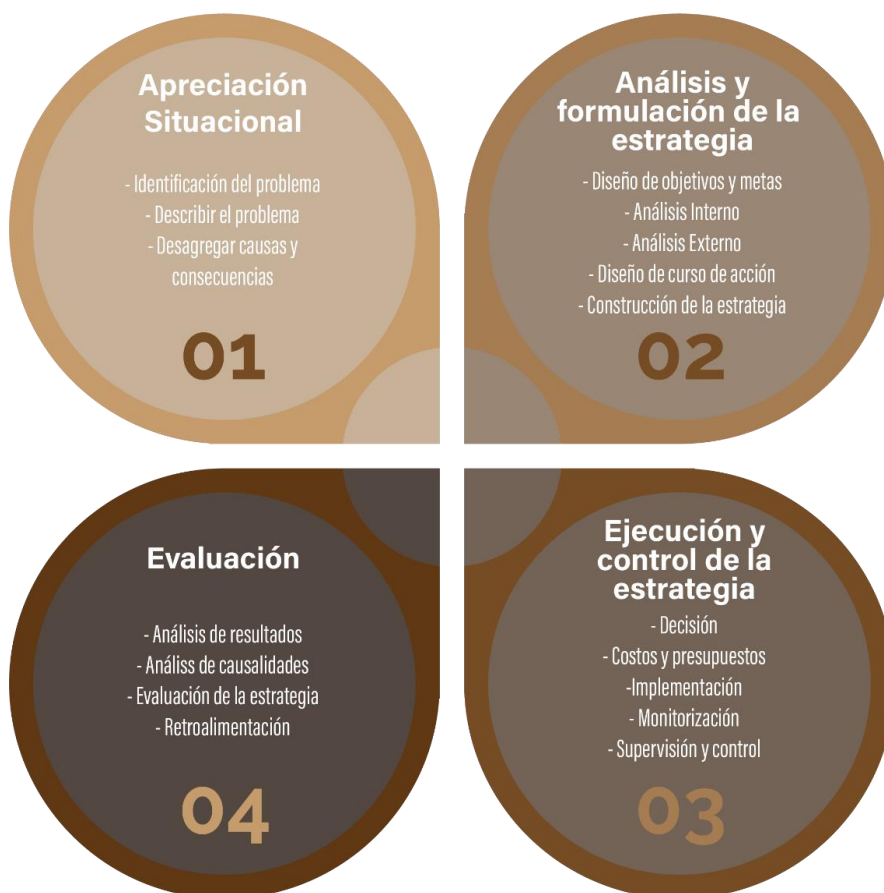 Apreciación
Situacional
- Identificación del problema
- Describir el problema
- Desagregar causas y
consecuencias
01
Análisis y
formulación de la
estrategia
- Diseño de objetivos y metas
- Análisis Interno
- Análisis Externo
- Diseño de curso de acción
- Construcción de la estrategia
02
Ejecución y
control de la
estrategia
- Decisión
- Costos y presupuestos
-Implementación
- Monitorización
- Supervisión y control
03
Evaluación
- Análisis de resultados
- Análiss de causalidades
- Evaluación de la estrategia
- Retroalimentación
04